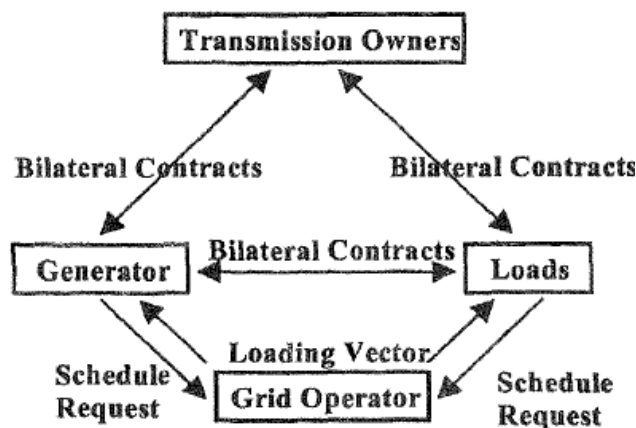 Transmission Owners
Bilateral Contracts
Bilateral Contracts
Bilateral Contracts
Generator
Loads
Loading Vector
Schedule
Request
Grid Operator
Schedule
Request